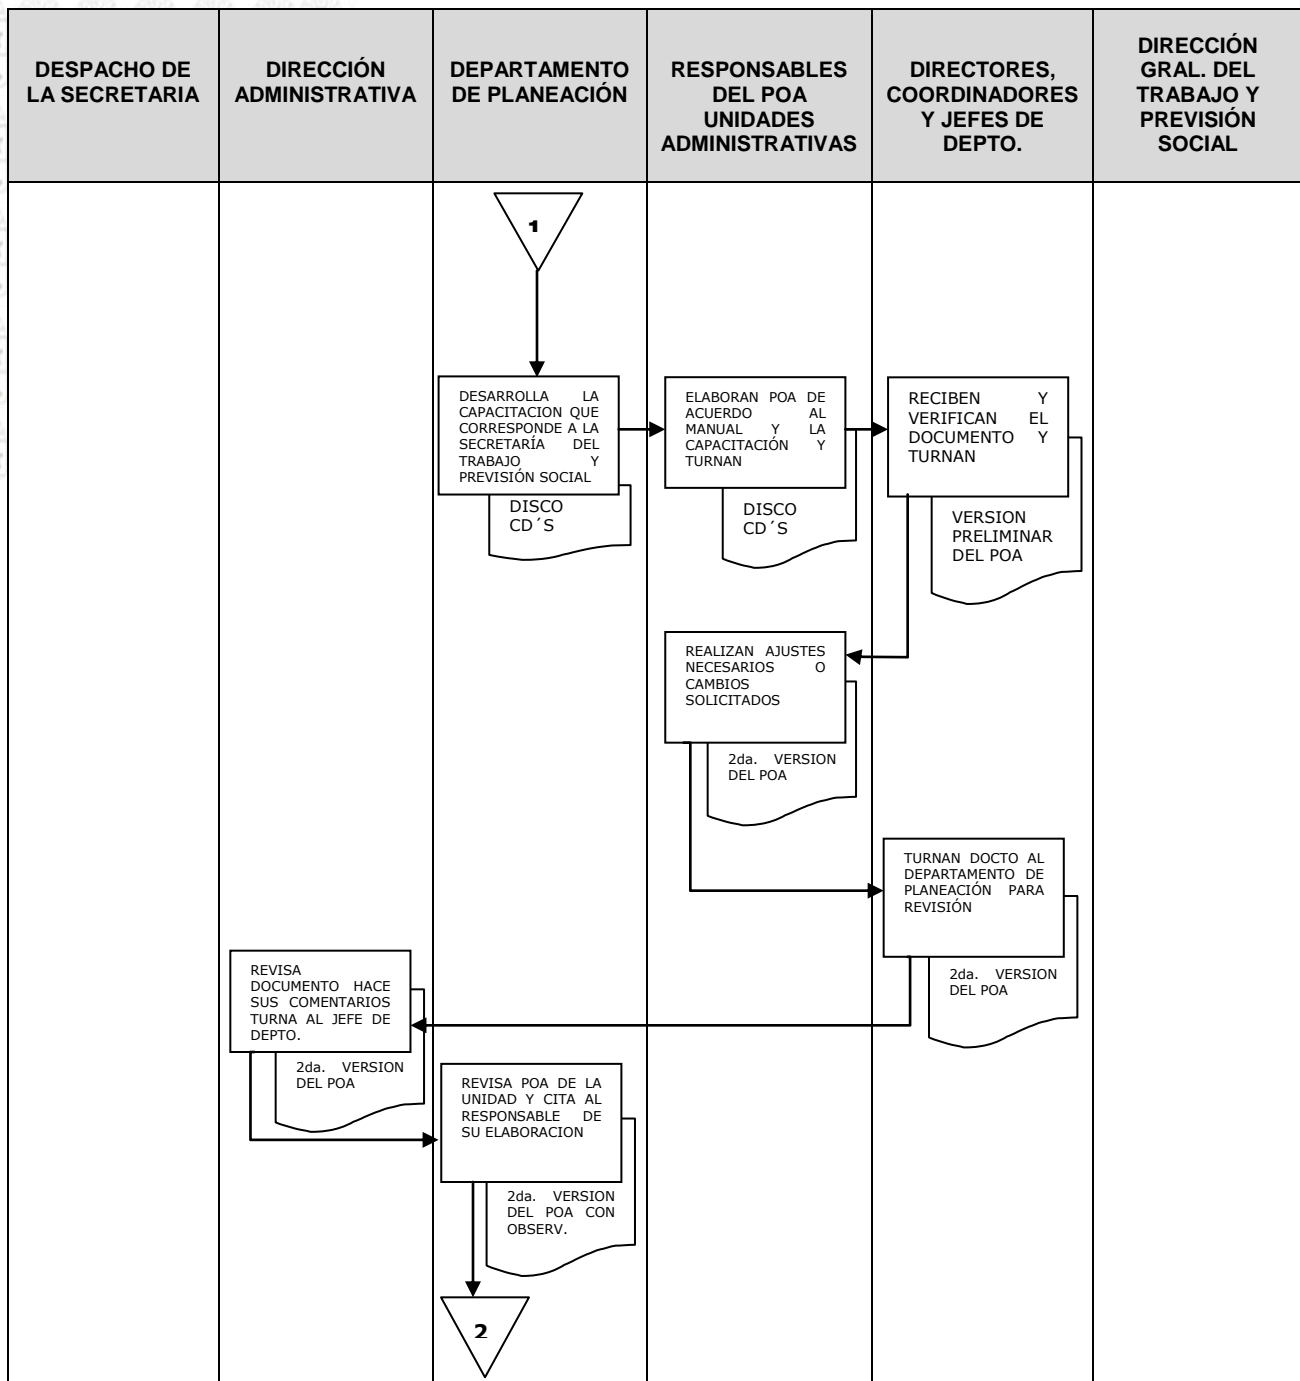 DESPACHO DE
LA SECRETARIA
DIRECCIÓN
ADMINISTRATIVA
DEPARTAMENTO
DE PLANEACIÓN
RESPONSABLES
DEL POA
UNIDADES
ADMINISTRATIVAS
DIRECTORES,
COORDINADORES
Y JEFES DE
DEPTO.
DIRECCIÓN
GRAL. DEL
TRABAJO Y
PREVISIÓN
SOCIAL
1
DESARROLLA LA
CAPACITACION QUE
CORRESPONDE A LA
SECRETARÍA DEL
TRABAJO Y
PREVISIÓN SOCIAL
DISCO
CD´S
ELABORAN POA DE
ACUERDO AL
MANUAL Y LA
CAPACITACIÓN Y
TURNAN
DISCO
CD´S
RECIBEN Y
VERIFICAN EL
DOCUMENTO Y
TURNAN
VERSION
PRELIMINAR
DEL POA
REALIZAN AJUSTES
NECESARIOS O
CAMBIOS
SOLICITADOS
2da. VERSION
DEL POA
TURNAN DOCTO AL
DEPARTAMENTO DE
PLANEACIÓN PARA
REVISIÓN
2da. VERSION
DEL POA
REVISA
DOCUMENTO HACE
SUS COMENTARIOS
TURNA AL JEFE DE
DEPTO.
2da. VERSION
DEL POA
REVISA POA DE LA
UNIDAD Y CITA AL
RESPONSABLE DE
SU ELABORACION
2da. VERSION
DEL POA CON
OBSERV.
2